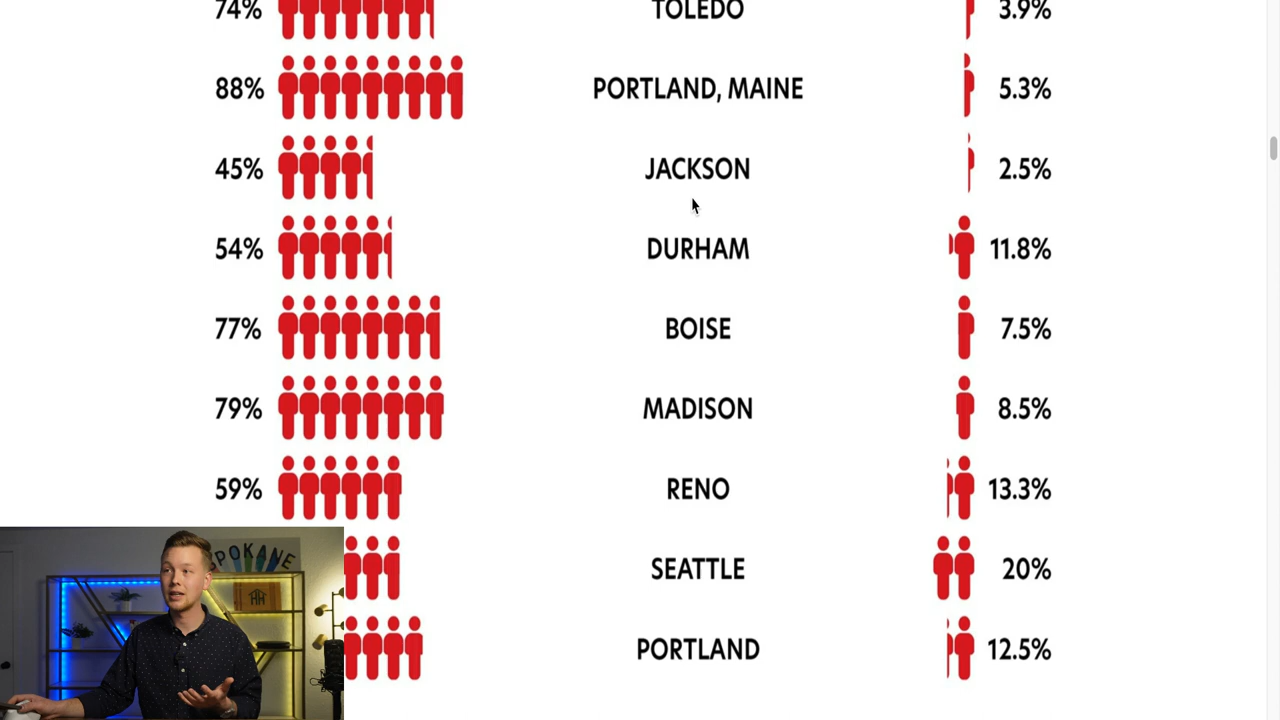 74% TOLEDO 3.9%
88% PORTLAND, MAINE 5.3%
45% JACKSON 2.5%
54% DURHAM 11.8%
77% BOISE 7.5%
79% MADISON 8.5%
59% RENO 13.3%
SEATTLE 20%
PORTLAND 12.5%
SPOKANE
HH